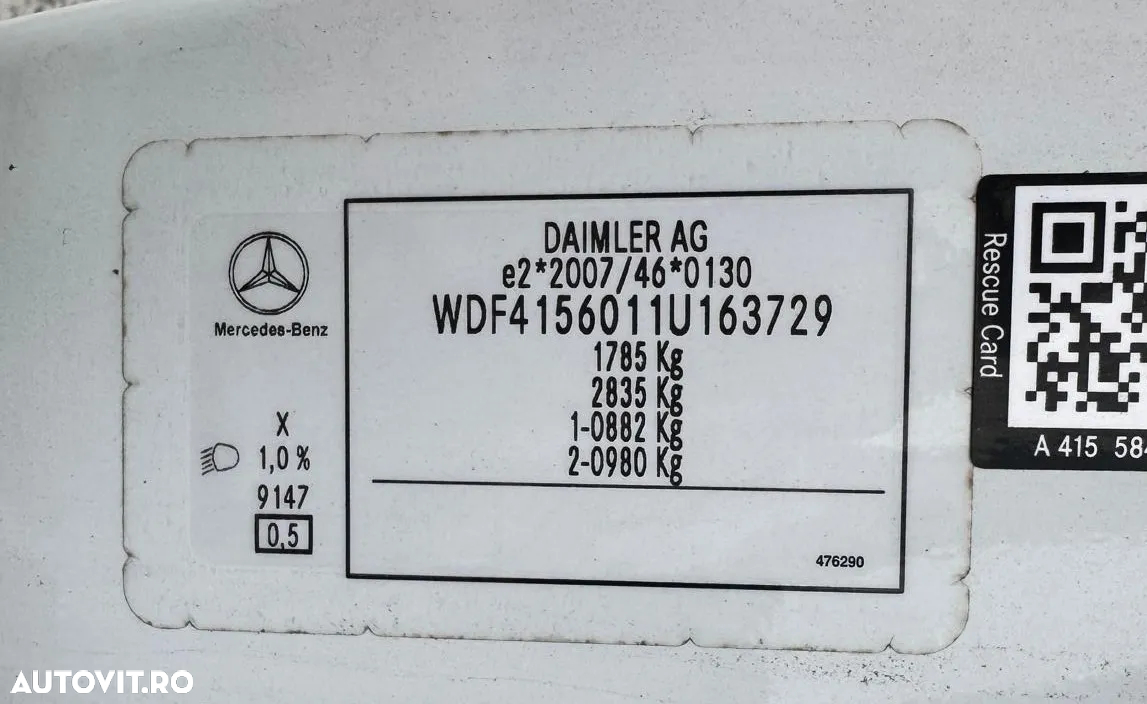 DAIMLER AG
e2*2007/46*0130
WDF4156011U163729
1785 Kg
2835 Kg
1-0882 Kg
2-0980 Kg
476290
Mercedes-Benz
X
1,0 %
9147
0,5
Rescue Card
A 415 584
AUTOVIT.RO